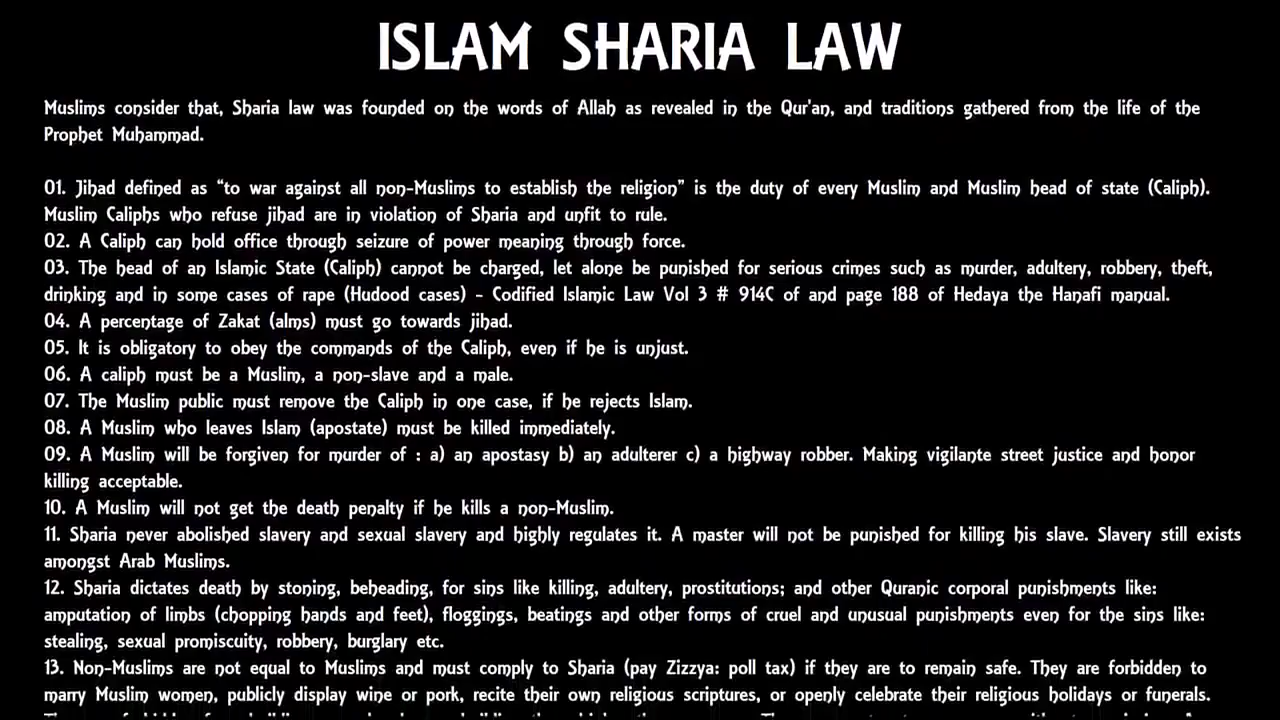 ISLAM SHARIA LAW
Muslims consider that, Sharia law was founded on the words of Allah as revealed in the Qur'an, and traditions gathered from the life of the
Prophet Muhammad.
01. Jihad defined as “to war against all non-Muslims to establish the religion” is the duty of every Muslim and Muslim head of state (Caliph).
Muslim Caliphs who refuse jihad are in violation of Sharia and unfit to rule.
02. A Caliph can hold office through seizure of power meaning through force.
03. The head of an Islamic State (Caliph) cannot be charged, let alone be punished for serious crimes such as murder, adultery, robbery, theft,
drinking and in some cases of rape (Hudood cases) - Codified Islamic Law Vol 3 # 914C of and page 188 of Hedaya the Hanafi manual.
04. A percentage of Zakat (alms) must go towards jihad.
05. It is obligatory to obey the commands of the Caliph, even if he is unjust.
06. A caliph must be a Muslim, a non-slave and a male.
07. The Muslim public must remove the Caliph in one case, if he rejects Islam.
08. A Muslim who leaves Islam (apostate) must be killed immediately.
09. A Muslim will be forgiven for murder of : a) an apostasy b) an adulterer c) a highway robber. Making vigilante street justice and honor
killing acceptable.
10. A Muslim will not get the death penalty if he kills a non-Muslim.
11. Sharia never abolished slavery and sexual slavery and highly regulates it. A master will not be punished for killing his slave. Slavery still exists
amongst Arab Muslims.
12. Sharia dictates death by stoning, beheading, for sins like killing, adultery, prostitutions; and other Quranic corporal punishments like:
amputation of limbs (chopping hands and feet), floggings, beatings and other forms of cruel and unusual punishments even for the sins like:
stealing, sexual promiscuity, robbery, burglary etc.
13. Non-Muslims are not equal to Muslims and must comply to Sharia (pay Zizzya: poll tax) if they are to remain safe. They are forbidden to
marry Muslim women, publicly display wine or pork, recite their own religious scriptures, or openly celebrate their religious holidays or funerals.